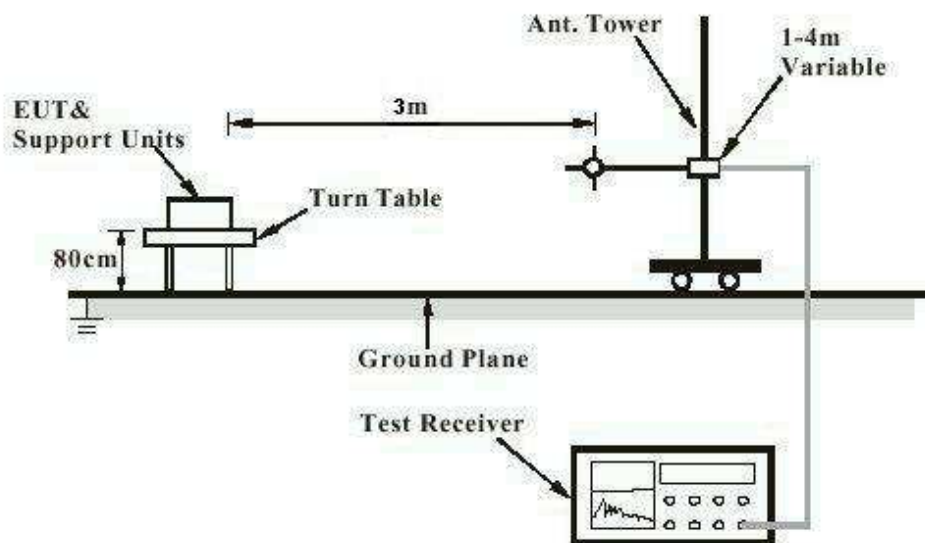 Ant. Tower
1-4m
Variable
EUT&
Support Units
3m
Turn Table
80cm
Ground Plane
Test Receiver